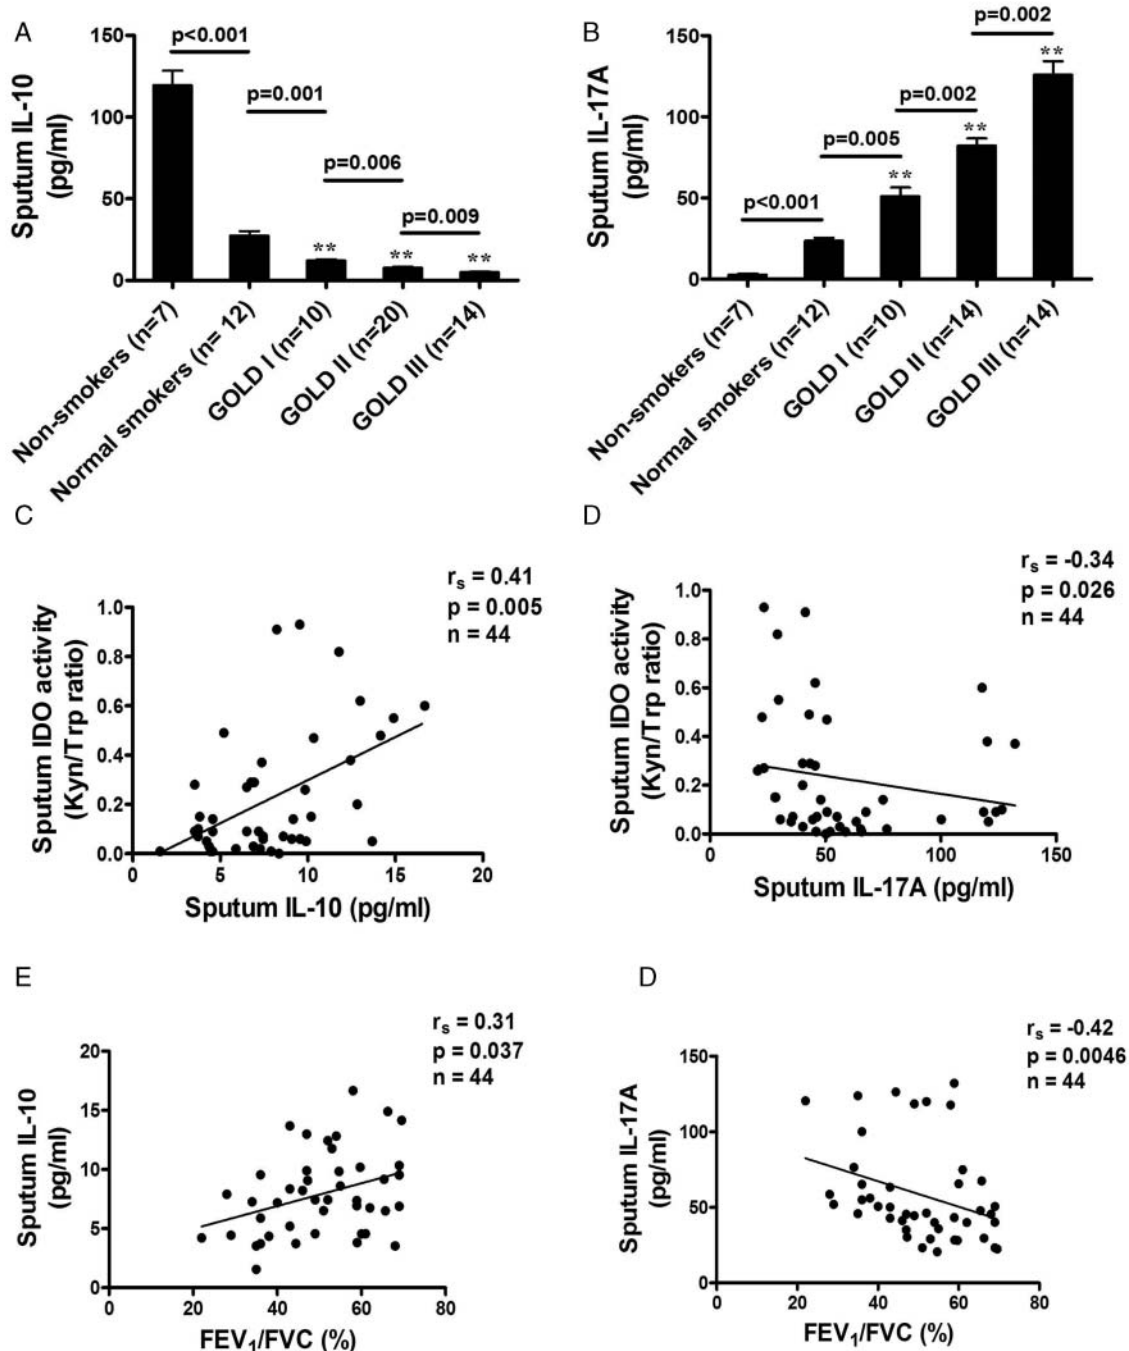 A
Sputum IL-10
(pg/ml)
150
100
50
0
p<0.001
p=0.001
p=0.006
p=0.009
**
**
**
Non-smokers (n=7)
Normal smokers (n= 12)
GOLD I (n=10)
GOLD II (n=20)
GOLD III (n=14)
B
Sputum IL-17A
(pg/ml)
150
100
50
0
p<0.001
p=0.005
p=0.002
p=0.002
**
**
**
Non-smokers (n=7)
Normal smokers (n=12)
GOLD I (n=10)
GOLD II (n=14)
GOLD III (n=14)
C
rs = 0.41
p = 0.005
n = 44
Sputum IDO activity
(Kyn/Trp ratio)
1.0
0.8
0.6
0.4
0.2
0.0
0 5 10 15 20
Sputum IL-10 (pg/ml)
D
rs = -0.34
p = 0.026
n = 44
Sputum IDO activity
(Kyn/Trp ratio)
1.0
0.8
0.6
0.4
0.2
0.0
0 50 100 150
Sputum IL-17A (pg/ml)
E
rs = 0.31
p = 0.037
n = 44
Sputum IL-10
(pg/ml)
20
15
10
5
0
0 20 40 60 80
FEV1/FVC (%)
D
rs = -0.42
p = 0.0046
n = 44
Sputum IL-17A
(pg/ml)
150
100
50
0
0 20 40 60 80
FEV1/FVC (%)